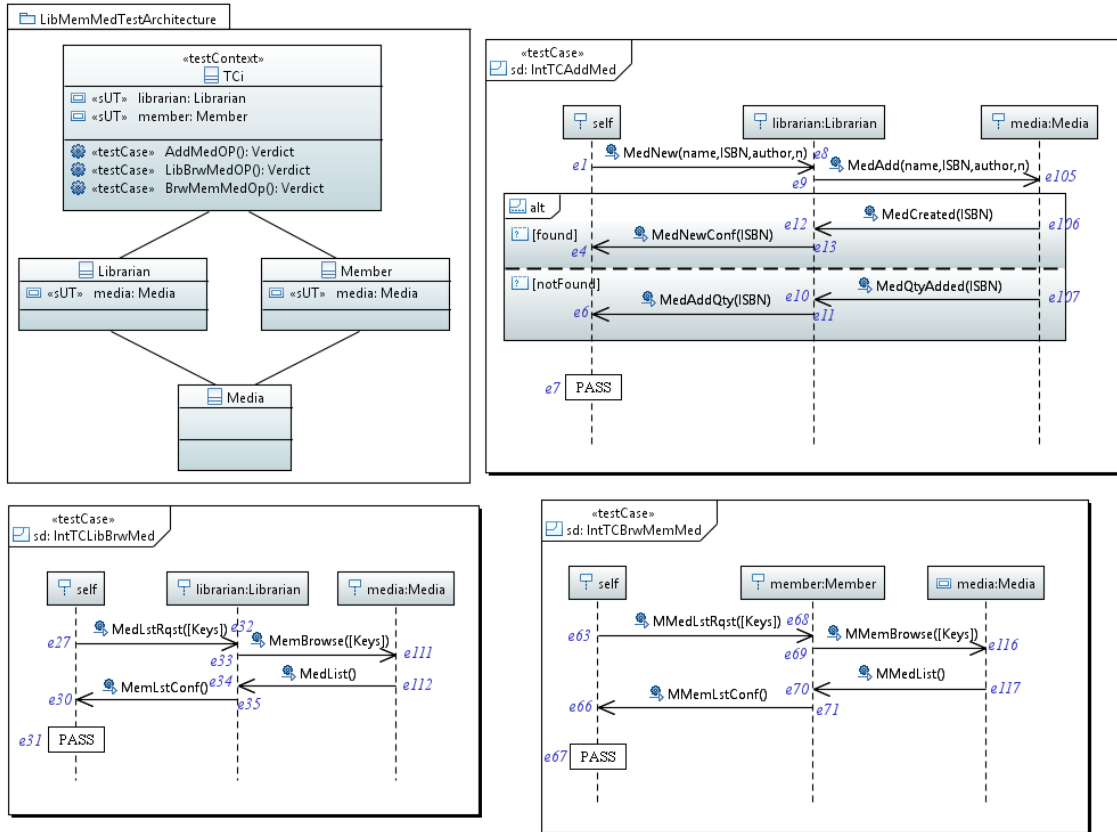 LibMemMedTestArchitecture
«testContext»
TCi
«sUT» librarian: Librarian
«sUT» member: Member
«testCase» AddMedOP(): Verdict
«testCase» LibBrwMedOP(): Verdict
«testCase» BrwMemMedOp(): Verdict
Librarian
«sUT» media: Media
Member
«sUT» media: Media
Media
«testCase»
sd: IntTCAddMed
self
librarian:Librarian
media:Media
MedNew(name,ISBN,author,n)
e8
e1
MedAdd(name,ISBN,author,n)
e9
e105
alt
MedCreated(ISBN)
e12
e106
[found]
MedNewConf(ISBN)
e13
e4
[notFound]
MedQtyAdded(ISBN)
MedAddQty(ISBN)
e10
e107
e6
e11
e7
PASS
«testCase»
sd: IntTCLibBrwMed
self
librarian:Librarian
media:Media
MedLstRqst([Keys])
e32
e27
MemBrowse([Keys])
e33
e111
MedList()
e34
e112
MemLstConf()
e30
e35
e31
PASS
«testCase»
sd: IntTCBrwMemMed
self
member:Member
media:Media
MMedLstRqst([Keys])
e68
e63
MMemBrowse([Keys])
e69
e116
MMedList()
e70
e117
MMemLstConf()
e66
e71
e67
PASS